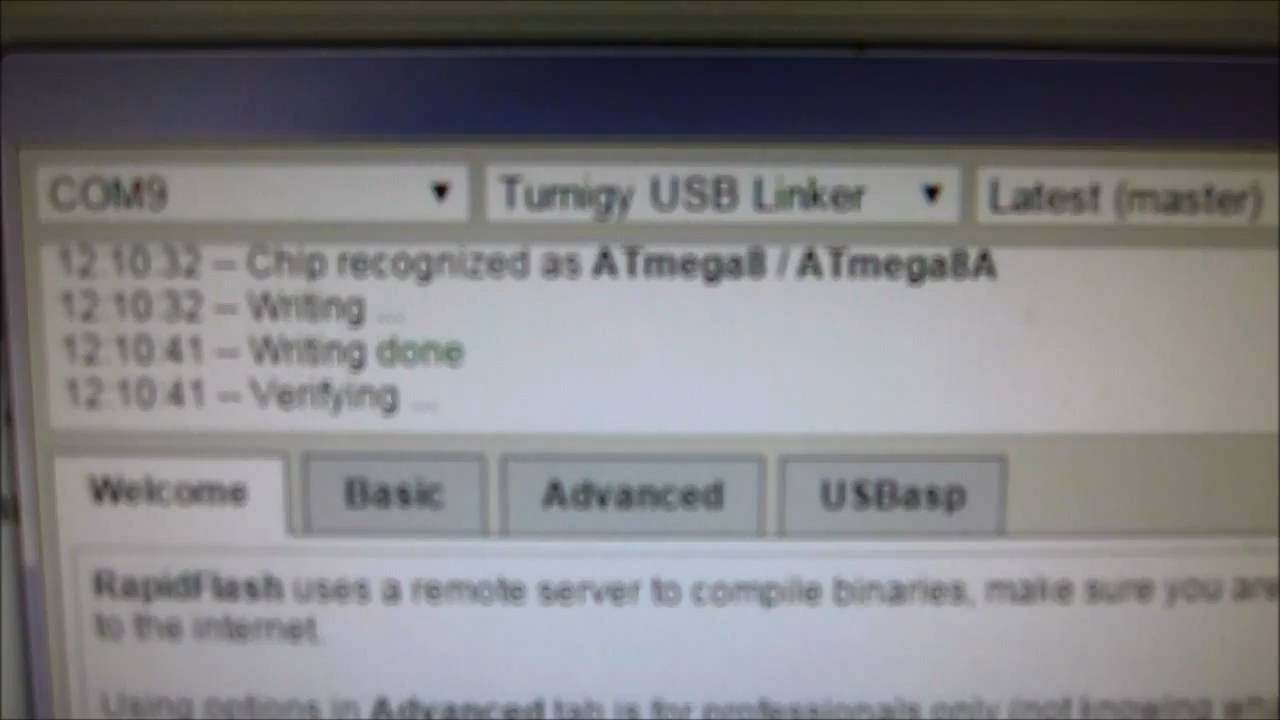 COM9 Turnigy USB Linker Latest (master)
12:10:32 – Chip recognized as ATmega8 / ATmega8A
12:10:32 – Writing ...
12:10:41 – Writing done
12:10:41 – Verifying ...
Welcome Basic Advanced USBasp
RapidFlash uses a remote server to compile binaries, make sure you are
to the internet.
Using options in Advanced tab is for professionals only (not knowing